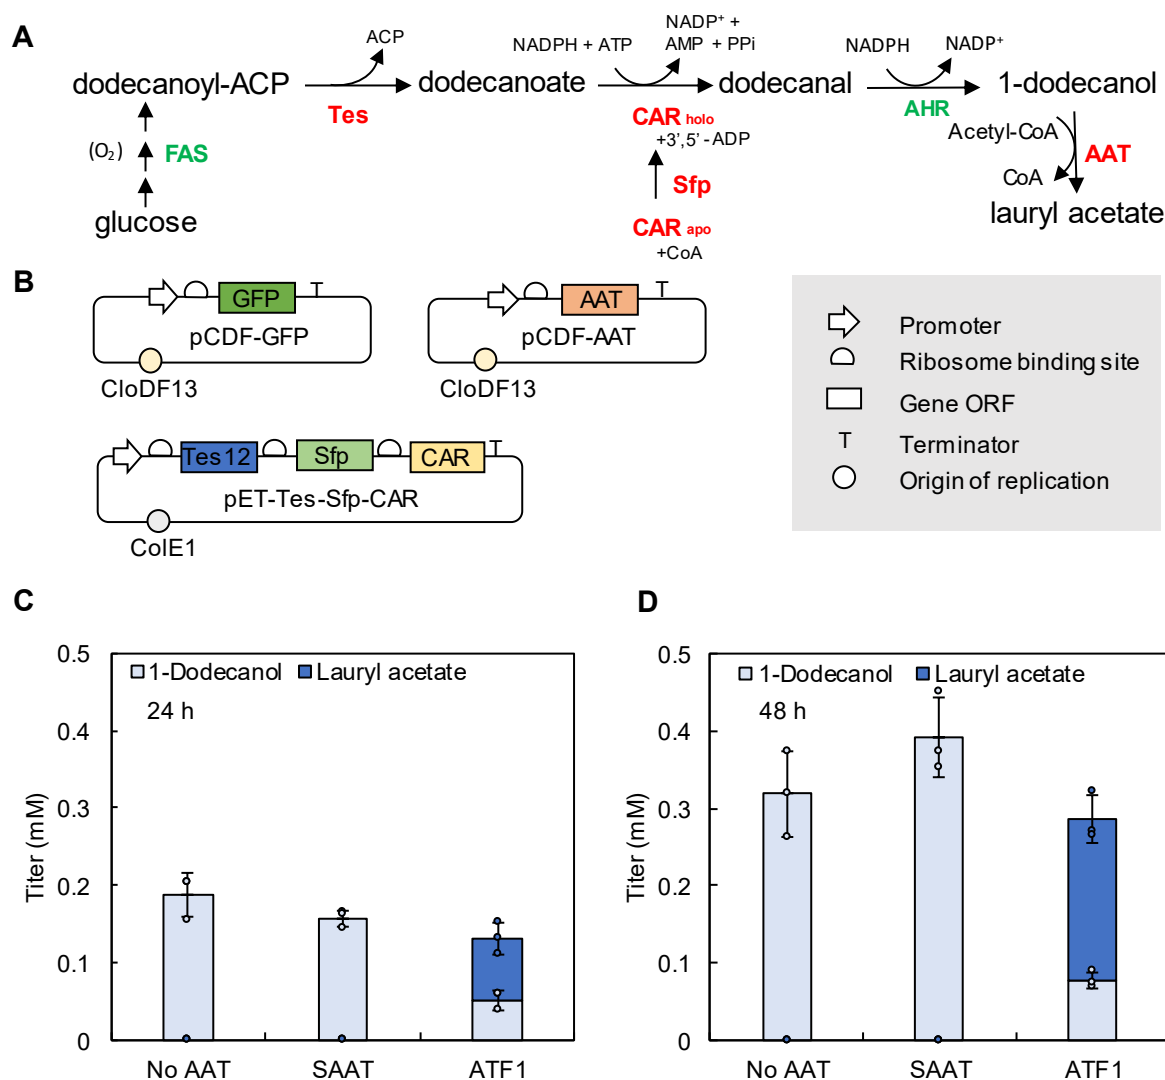 A
dodecanoyl-ACP
ACP
Tes
dodecanoate
NADPH + ATP
NADP⁺ +
AMP + PPi
CAR holo
+3',5'-ADP
Sfp
CAR apo
+CoA
dodecanal
NADPH
NADP⁺
AHR
1-dodecanol
Acetyl-CoA
AAT
CoA
lauryl acetate
(O₂)
FAS
glucose
B
GFP
T
pCDF-GFP
CloDF13
AAT
T
pCDF-AAT
CloDF13
Tes12
Sfp
CAR
T
pET-Tes-Sfp-CAR
ColE1
Promoter
Ribosome binding site
Gene ORF
T Terminator
Origin of replication
C
1-Dodecanol Lauryl acetate
24 h
Titer (mM)
0.5
0.4
0.3
0.2
0.1
0
No AAT SAAT ATF1
D
1-Dodecanol Lauryl acetate
48 h
Titer (mM)
0.5
0.4
0.3
0.2
0.1
0
No AAT SAAT ATF1